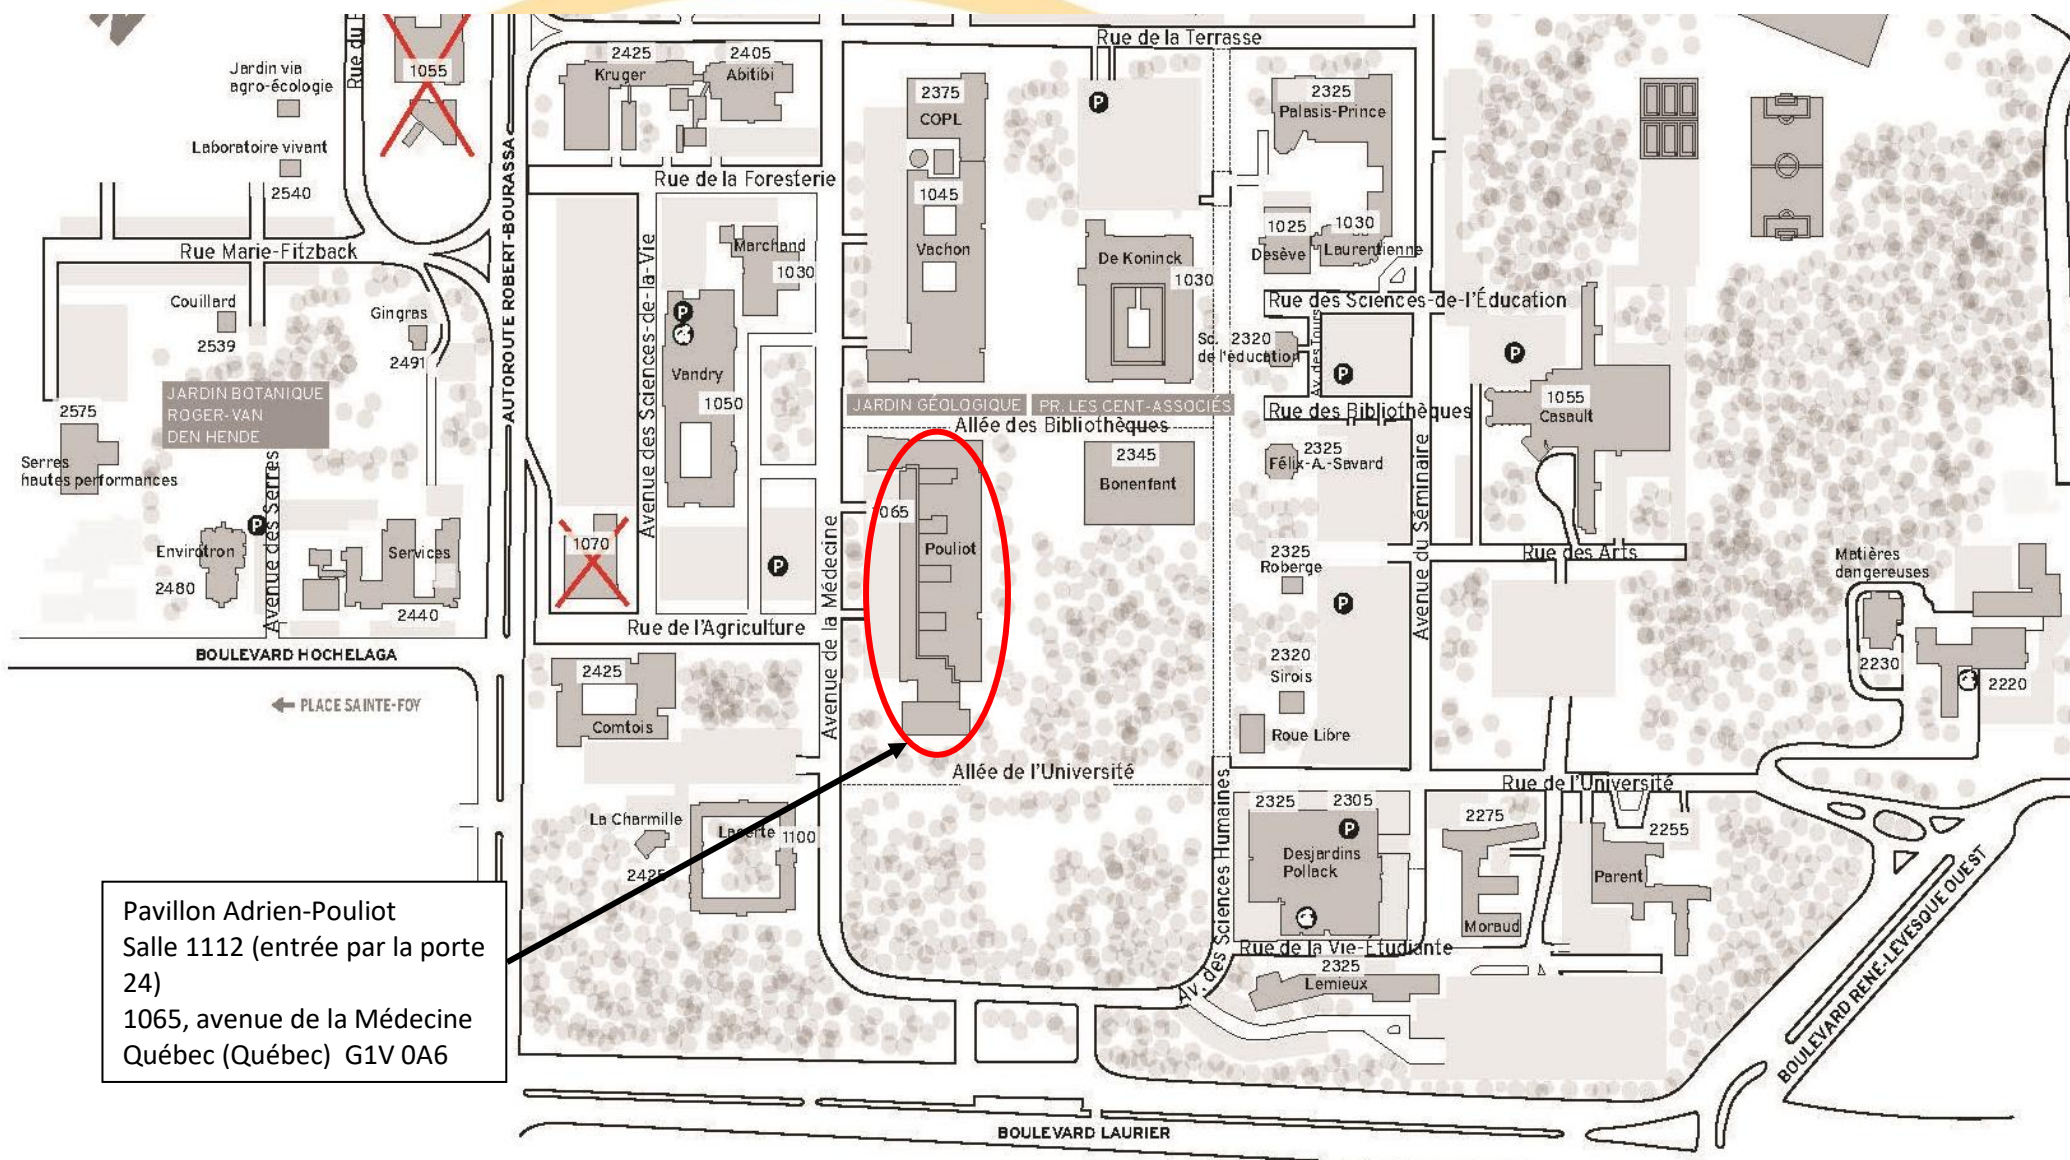 Rue de la Terrasse
Rue du
1055
Jardin via
agro-écologie
Laboratoire vivant
2540
2425
Kruger
2405
Abitibi
2375
COPL
P
2325
Palasis-Prince
AUTOROUTE ROBERT-BOURASSA
Rue de la Foresterie
1045
Vachon
Rue Marie-Fitzback
Avenue des Sciences-de-la-Vie
Marchand
1030
De Koninck
1030
1025
Desève
1030
Laurentienne
Rue des Sciences-de-l'Éducation
Couillard
2539
Gingras
2491
P
Vandry
1050
Sc. 2320
de l'éducation
Av. des Tours
P
P
JARDIN BOTANIQUE
ROGER-VAN
DEN HENDE
JARDIN GÉOLOGIQUE
PR. LES CENT-ASSOCIÉS
Rue des Bibliothèques
1055
Casault
2575
Serres
hautes performances
Allée des Bibliothèques
2345
Bonenfant
2325
Félix-A.-Savard
Avenue du Séminaire
Avenue des Serres
P
Envirotron
2480
Services
2440
1070
P
Avenue de la Médecine
1065
Pouliot
2325
Roberge
P
Rue des Arts
Matières
dangereuses
2230
2220
BOULEVARD HOCHELAGA
Rue de l'Agriculture
PLACE SAINTE-FOY
2425
Comtois
2320
Sirois
Roue Libre
Allée de l'Université
Rue de l'Université
La Charmille
2425
Lacerte
1100
Av. des Sciences Humaines
2325
2305
P
Desjardins
Pollack
2275
Moraud
2255
Parent
Rue de la Vie-Étudiante
2325
Lemieux
BOULEVARD RENÉ-LÉVESQUE OUEST
Pavillon Adrien-Pouliot
Salle 1112 (entrée par la porte
24)
1065, avenue de la Médecine
Québec (Québec) G1V 0A6
BOULEVARD LAURIER